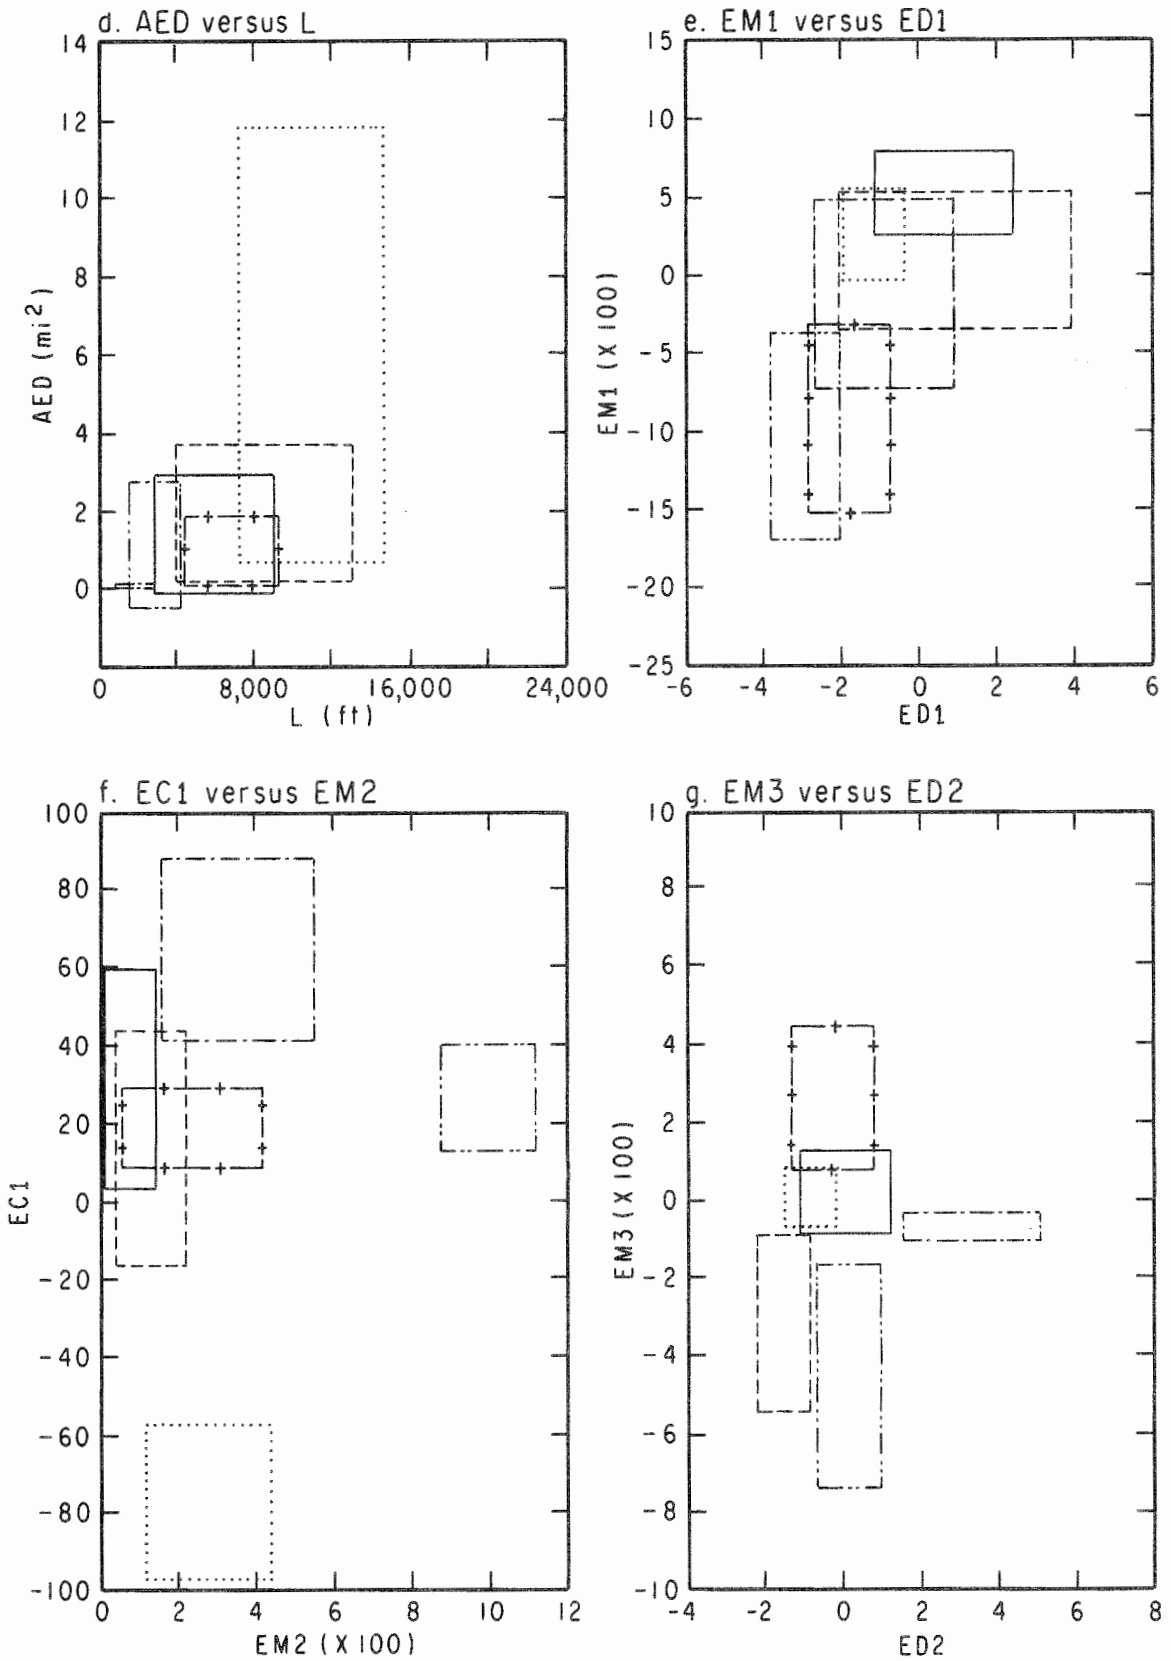 d. AED versus L
14
12
10
8
6
4
2
0
AED (mi²)
0 8,000 16,000 24,000
L (ft)
e. EM1 versus ED1
15
10
5
0
-5
-10
-15
-20
-25
EM1 (X100)
-6 -4 -2 0 2 4 6
ED1
f. EC1 versus EM2
100
80
60
40
20
0
-20
-40
-60
-80
-100
EC1
0 2 4 6 8 10 12
EM2 (X100)
g. EM3 versus ED2
10
8
6
4
2
0
-2
-4
-6
-8
-10
EM3 (X100)
-4 -2 0 2 4 6 8
ED2